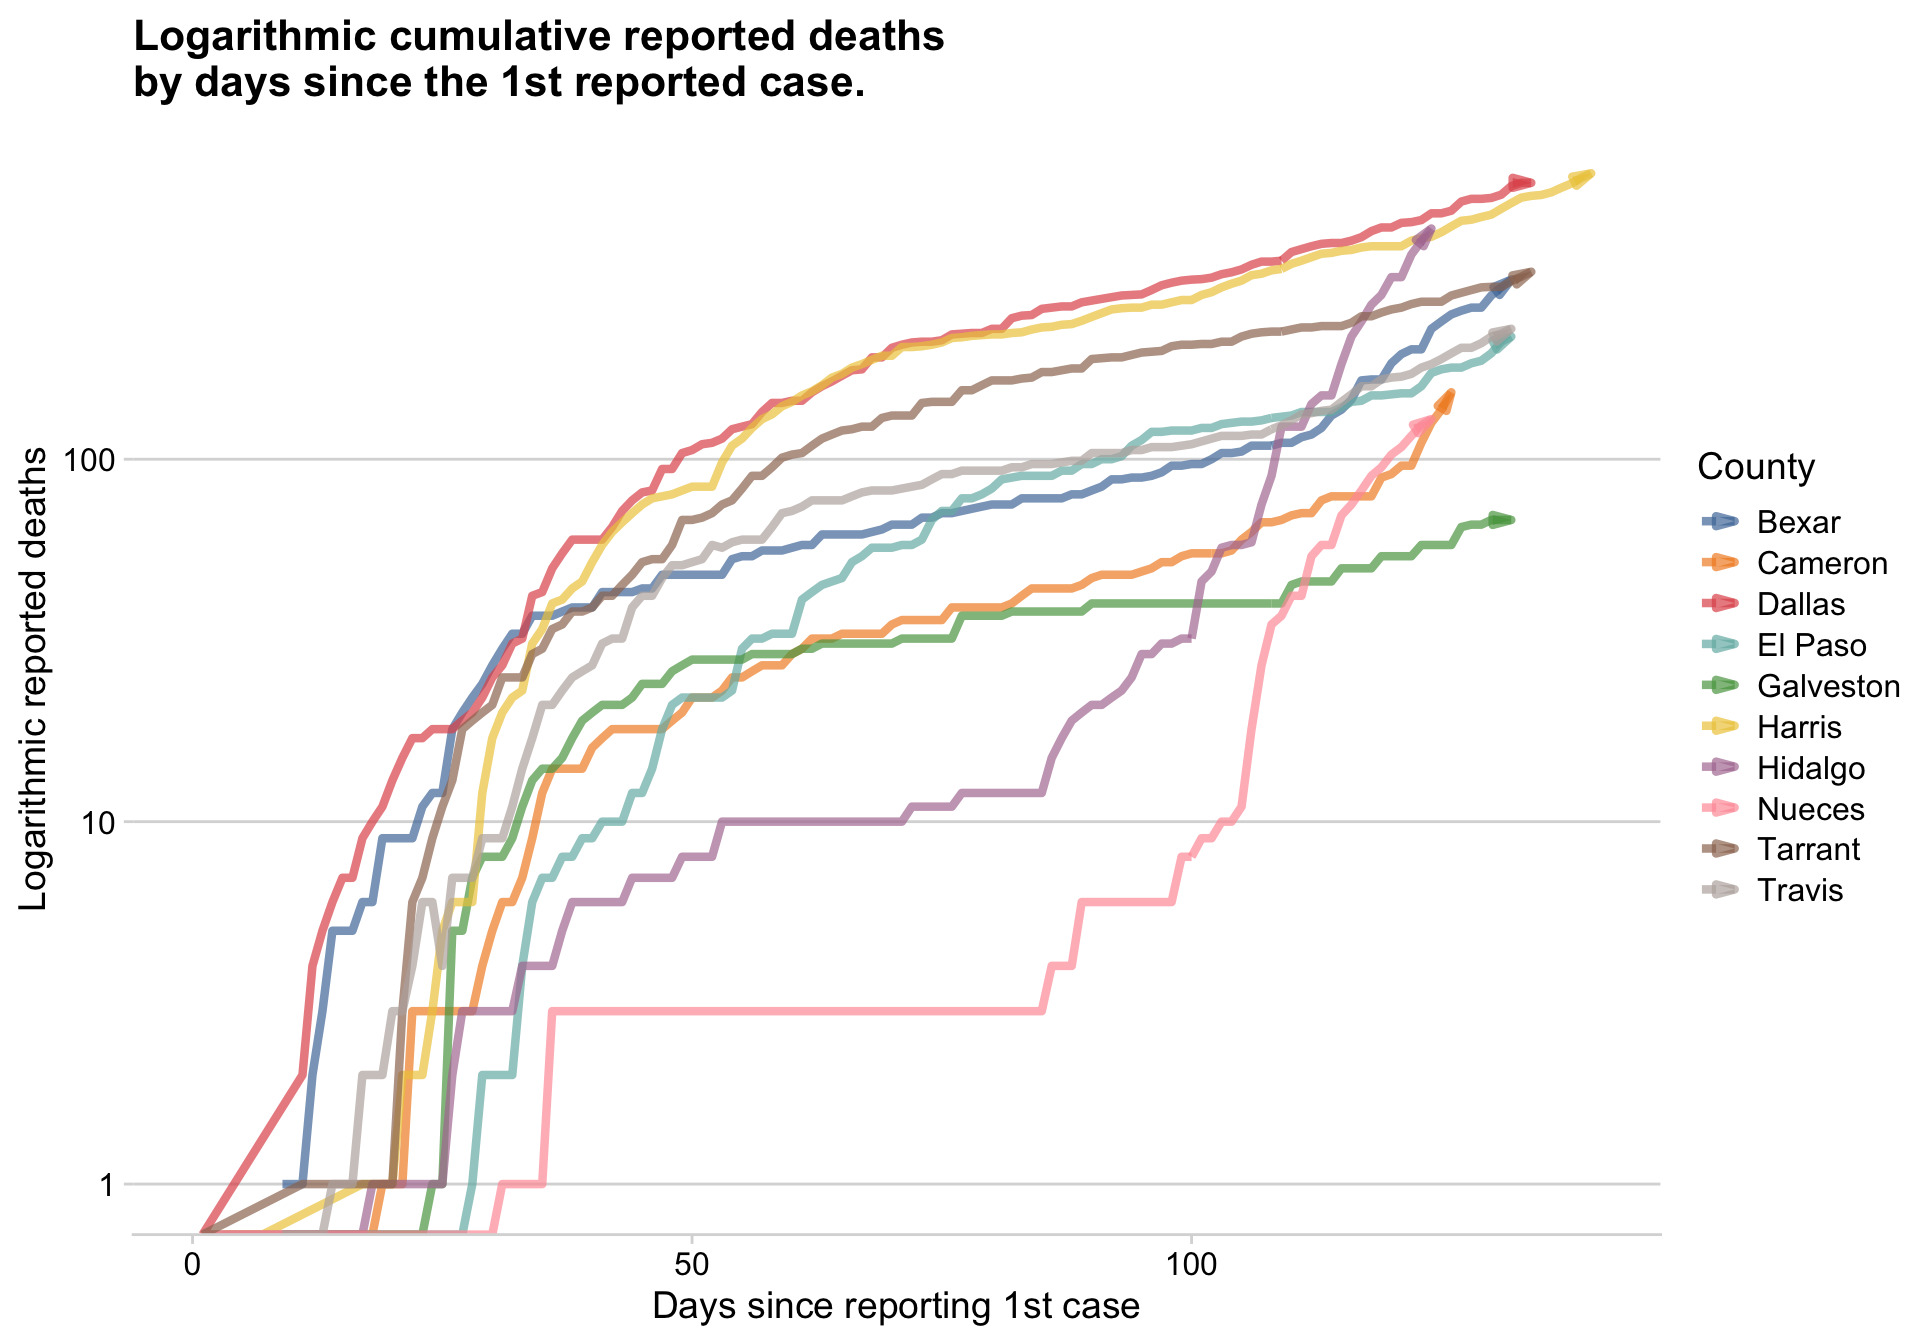 Logarithmic cumulative reported deaths
by days since the 1st reported case.
Logarithmic reported deaths
100
10
1
0
50
100
Days since reporting 1st case
County
Bexar
Cameron
Dallas
El Paso
Galveston
Harris
Hidalgo
Nueces
Tarrant
Travis